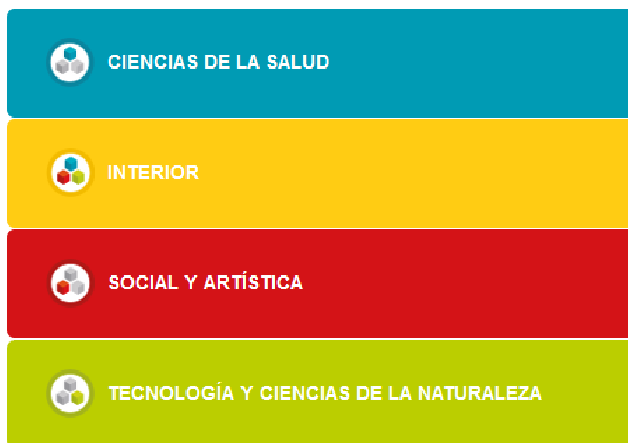 CIENCIAS DE LA SALUD
INTERIOR
SOCIAL Y ARTÍSTICA
TECNOLOGÍA Y CIENCIAS DE LA NATURALEZA